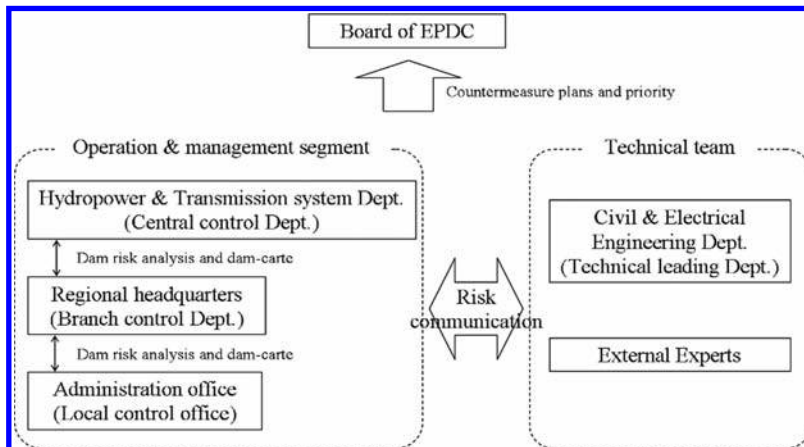 Board of EPDC
Countermeasure plans and priority
Operation & management segment
Hydropower & Transmission system Dept.
(Central control Dept.)
Dam risk analysis and dam-carte
Regional headquarters
(Branch control Dept.)
Dam risk analysis and dam-carte
Administration office
(Local control office)
Risk
communication
Technical team
Civil & Electrical
Engineering Dept.
(Technical leading Dept.)
External Experts